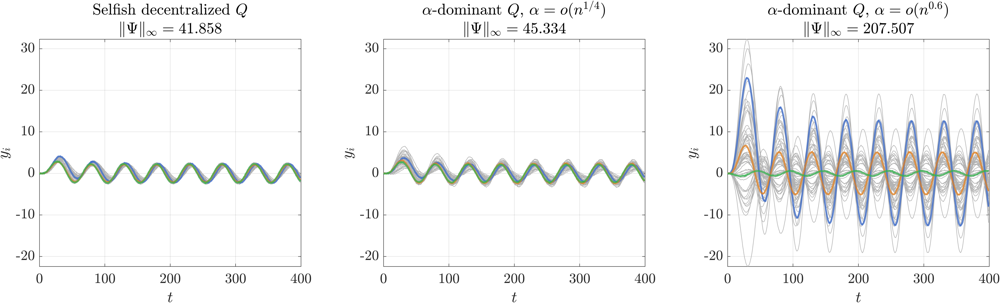 Selfish decentralized Q
‖Ψ‖∞ = 41.858
30
20
10
0
-10
-20
y_i
0 100 200 300 400
t
α-dominant Q, α = o(n^{1/4})
‖Ψ‖∞ = 45.334
30
20
10
0
-10
-20
y_i
0 100 200 300 400
t
α-dominant Q, α = o(n^{0.6})
‖Ψ‖∞ = 207.507
30
20
10
0
-10
-20
y_i
0 100 200 300 400
t